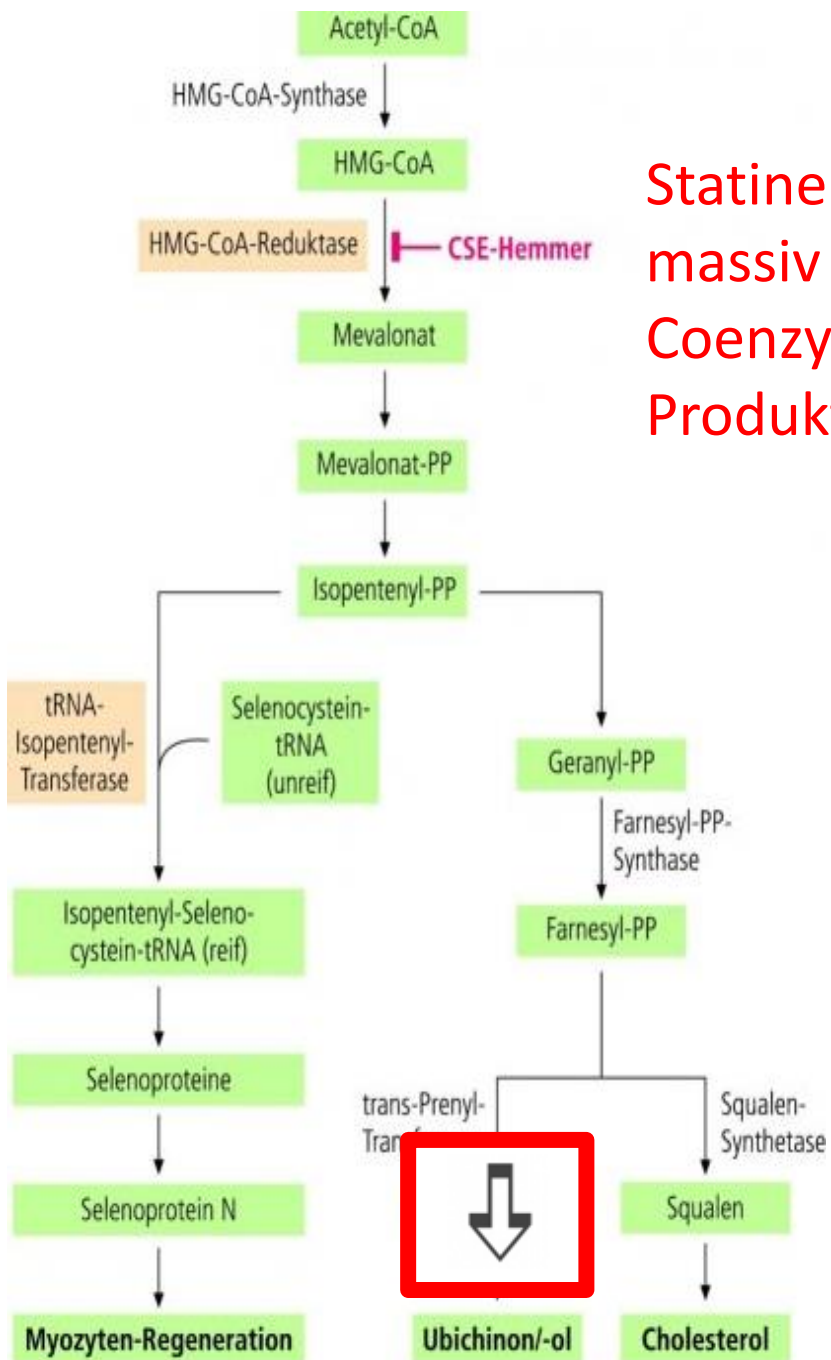 Acetyl-CoA
HMG-CoA-Synthase
HMG-CoA
HMG-CoA-Reduktase
CSE-Hemmer
Statine
massiv
Mevalonat
Mevalonat-PP
Isopentenyl-PP
tRNA-
Isopentenyl-
Transferase
Selenocystein-
tRNA
(unreif)
Geranyl-PP
Farnesyl-PP-
Synthase
Isopentenyl-Seleno-
cystein-tRNA (reif)
Farnesyl-PP
Selenoproteine
trans-Prenyl-
Squalen-
Synthetase
Selenoprotein N
Squalen
Myozyten-Regeneration
Ubichinon/-ol
Cholesterol